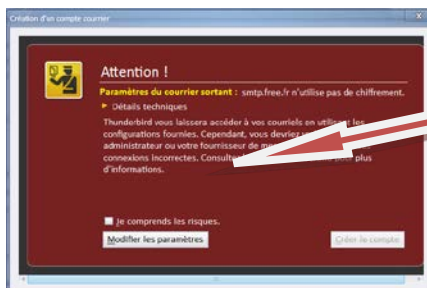 Création d'un compte courrier
Attention !
Paramètres du courrier sortant : smtp.free.fr n'utilise pas de chiffrement.
Détails techniques
Thunderbird vous laissera accéder à vos courriels en utilisant les
configurations fournies. Cependant, vous devriez
administrateur ou votre fournisseur de
connexions incorrectes. pour plus
d'informations.
Je comprends les risques.
Modifier les paramètres
Créer le compte